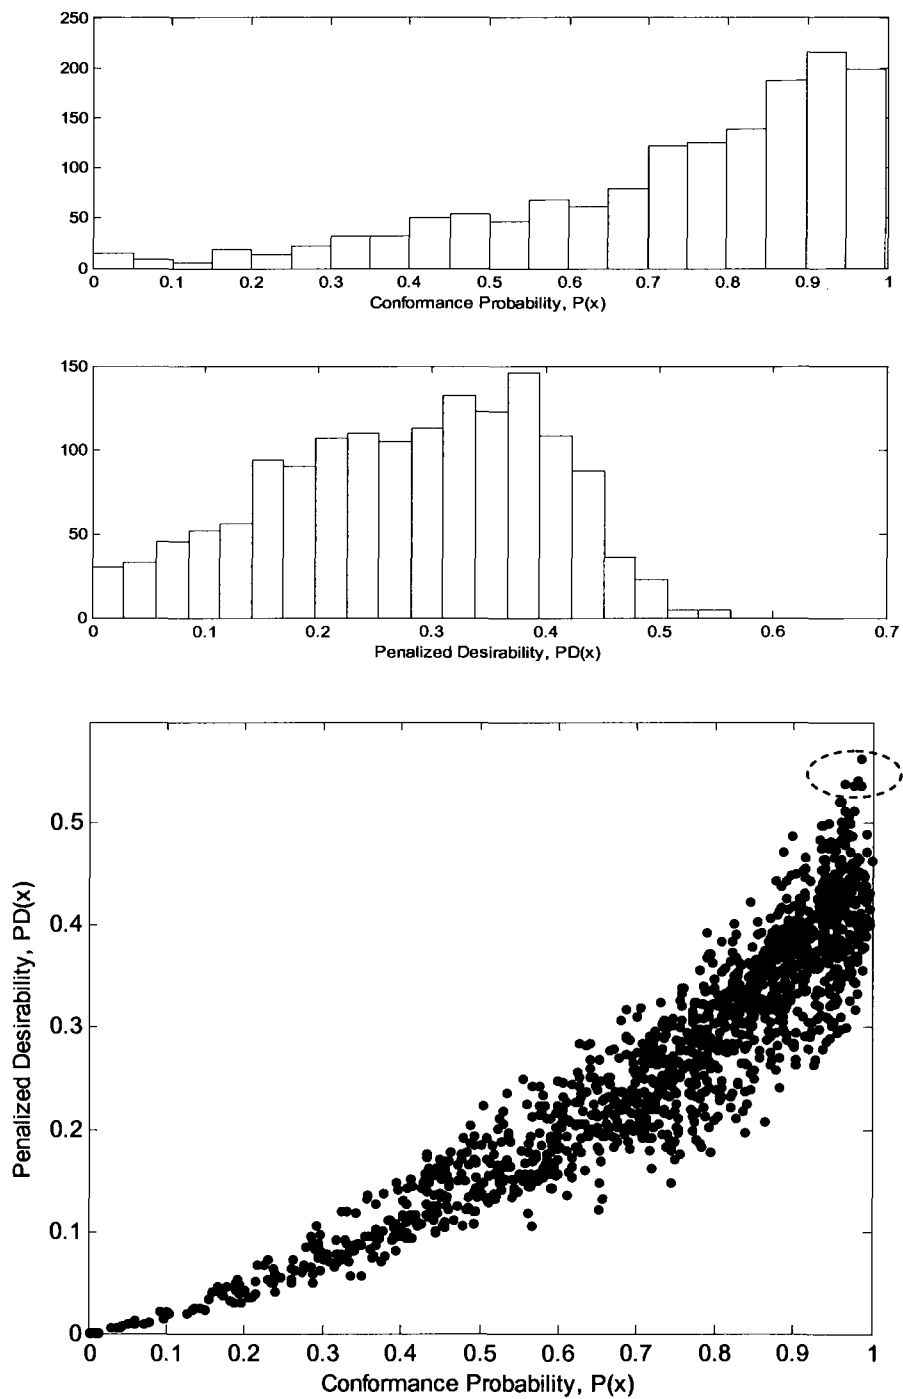 250
200
150
100
50
0
0 0.1 0.2 0.3 0.4 0.5 0.6 0.7 0.8 0.9 1
Conformance Probability, P(x)
150
100
50
0
0 0.1 0.2 0.3 0.4 0.5 0.6 0.7
Penalized Desirability, PD(x)
0.5
0.4
0.3
0.2
0.1
0
Penalized Desirability, PD(x)
0 0.1 0.2 0.3 0.4 0.5 0.6 0.7 0.8 0.9 1
Conformance Probability, P(x)